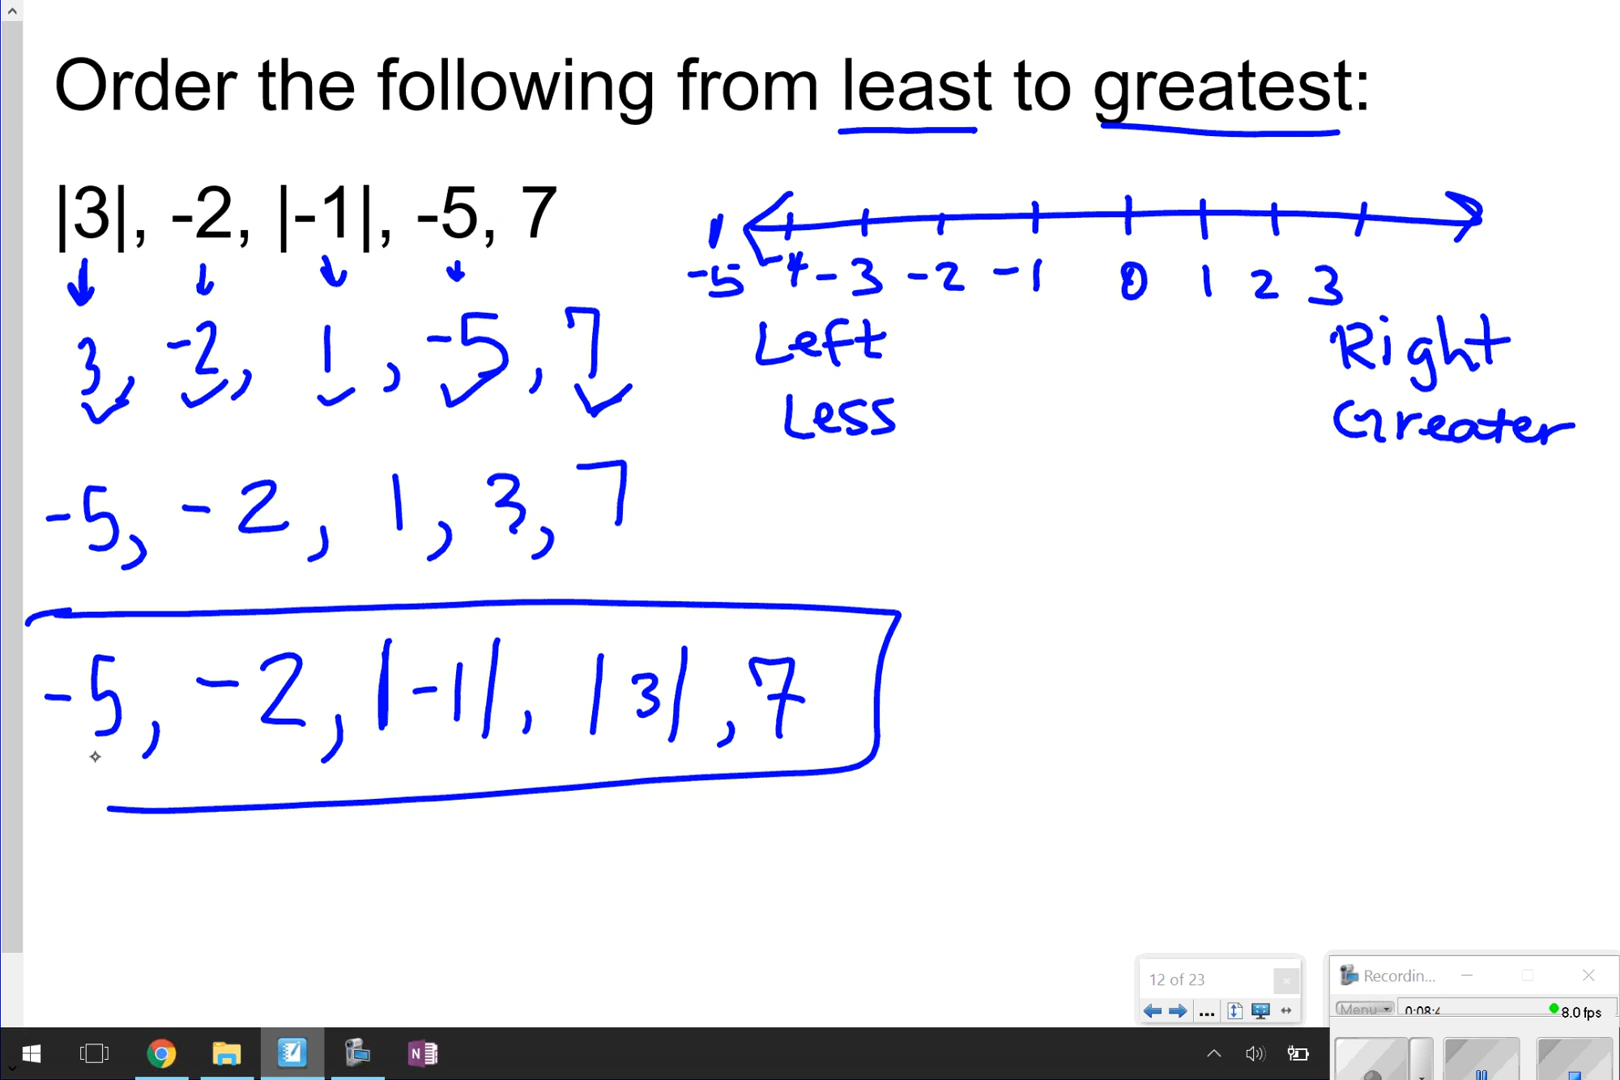 Order the following from least to greatest:
|3|, -2, |-1|, -5, 7
-5 -4 -3 -2 -1 0 1 2 3
3, -2, 1, -5, 7
Left Right
Less Greater
-5, -2, 1, 3, 7
-5, -2, |-1|, |3|, 7
12 of 23
Recordin...
Menu
8.0 fps
N